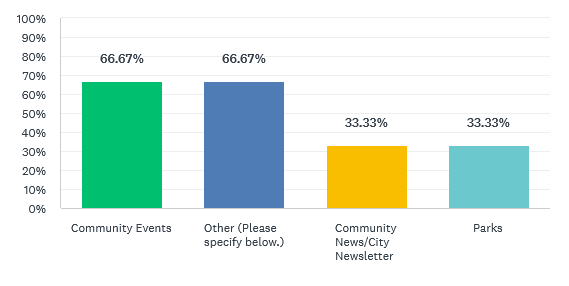 100%
90%
80%
70%
60%
50%
40%
30%
20%
10%
0%
66.67%
66.67%
33.33%
33.33%
Community Events
Other (Please
specify below.)
Community
News/City
Newsletter
Parks